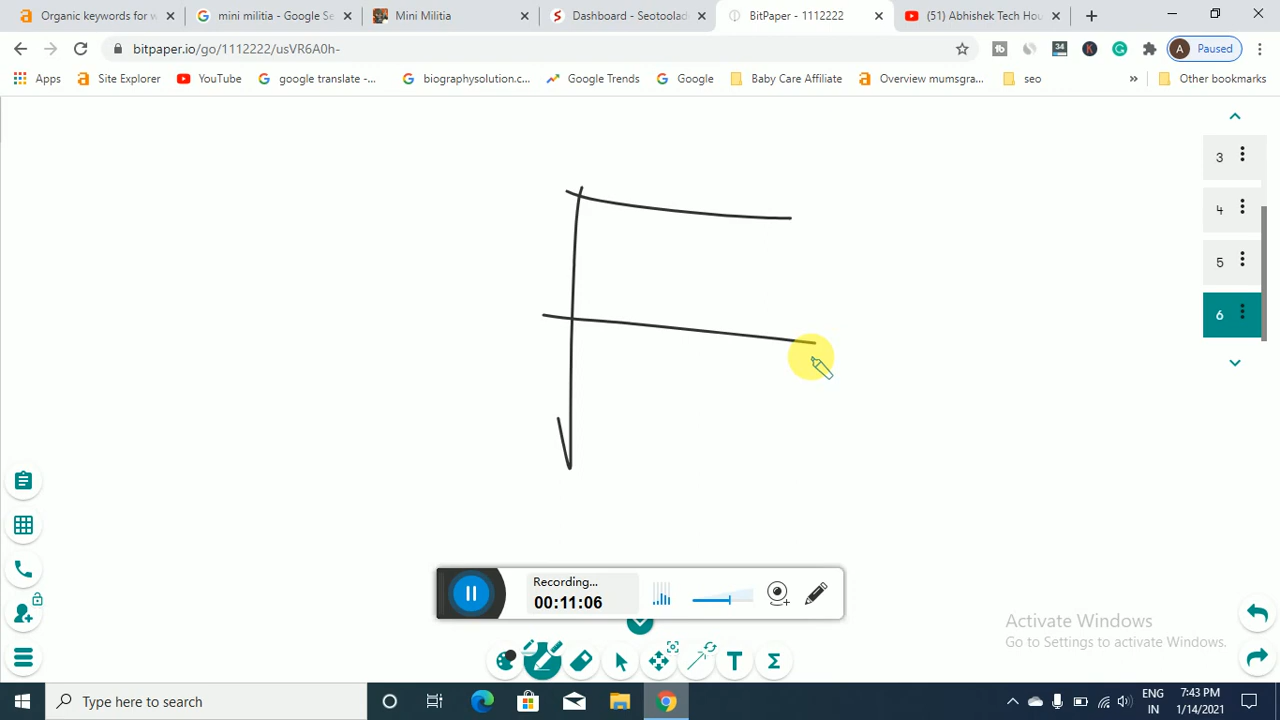 Organic keywords for w
mini militia - Google Se
Mini Militia
Dashboard - Seotoolad
BitPaper - 1112222
(51) Abhishek Tech Hou
bitpaper.io/go/1112222/usVR6A0h-
34
K
A Paused
Apps
Site Explorer
YouTube
google translate -...
biographysolution.c...
Google Trends
Google
Baby Care Affiliate
Overview mumsgra...
seo
»
Other bookmarks
3
4
5
6
F
Recording...
00:11:06
Activate Windows
Go to Settings to activate Windows.
T
Σ
Type here to search
ENG
IN
7:43 PM
1/14/2021